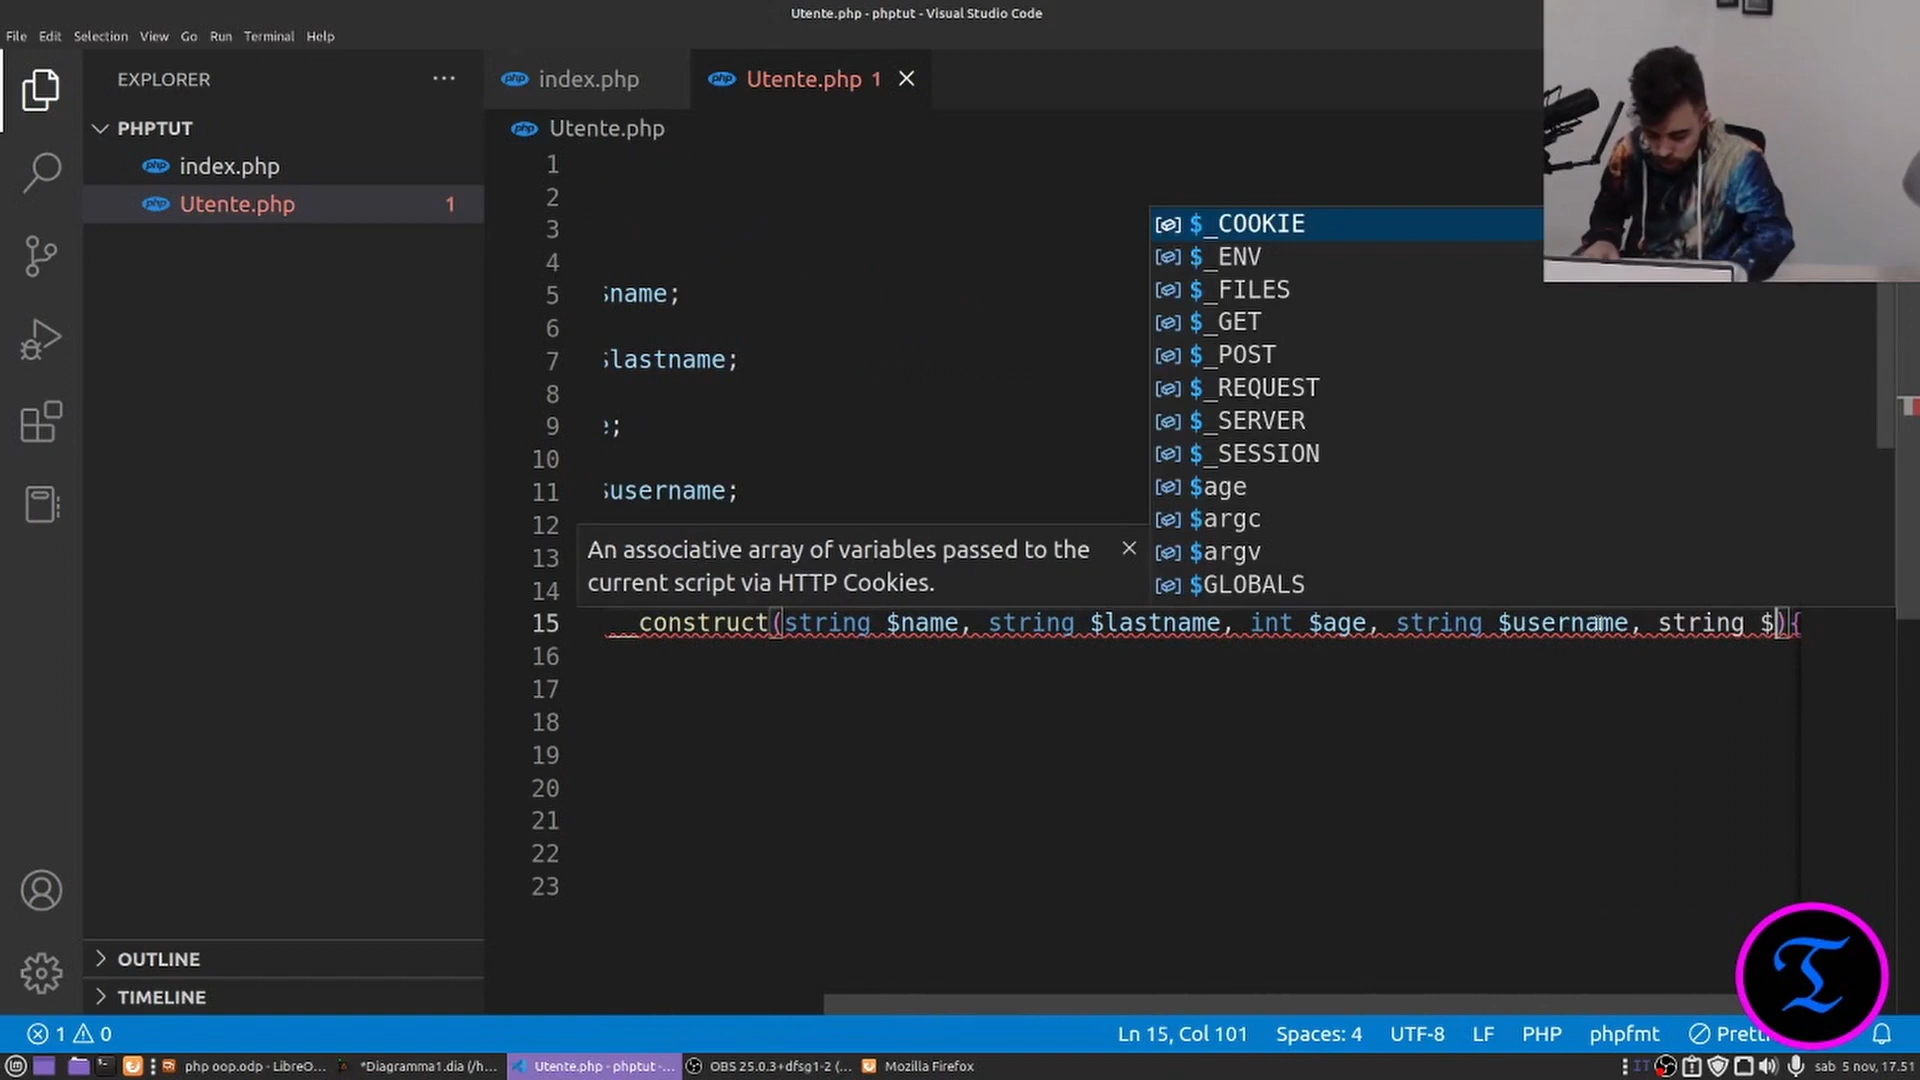 Utente.php - phptut - Visual Studio Code
File Edit Selection View Go Run Terminal Help
EXPLORER ···
index.php
Utente.php 1
PHPTUT
index.php
Utente.php 1
Utente.php
1
2
3
4
5 $name;
6
7 $lastname;
8
9 e;
10
11 $username;
12
13
14
15 __construct(string $name, string $lastname, int $age, string $username, string $){
16
17
18
19
20
21
22
23
$_COOKIE
$_ENV
$_FILES
$_GET
$_POST
$_REQUEST
$_SERVER
$_SESSION
$age
$argc
$argv
$GLOBALS
An associative array of variables passed to the
current script via HTTP Cookies.
OUTLINE
TIMELINE
1 0
Ln 15, Col 101 Spaces: 4 UTF-8 LF PHP phpfmt
php oop.odp - LibreO... *Diagramma1.dia (/h... Utente.php - phptut -... OBS 25.0.3+dfsg1-2 (... Mozilla Firefox IT sab 5 nov, 17.51